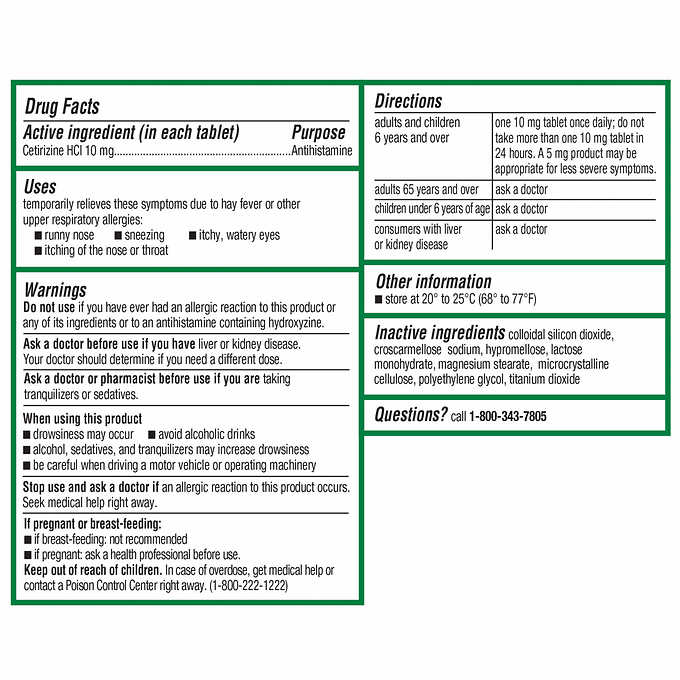 Drug Facts
Active ingredient (in each tablet) Purpose
Cetirizine HCl 10 mg..............................................................Antihistamine
Uses
temporarily relieves these symptoms due to hay fever or other
upper respiratory allergies:
■ runny nose ■ sneezing ■ itchy, watery eyes
■ itching of the nose or throat
Warnings
Do not use if you have ever had an allergic reaction to this product or
any of its ingredients or to an antihistamine containing hydroxyzine.
Ask a doctor before use if you have liver or kidney disease.
Your doctor should determine if you need a different dose.
Ask a doctor or pharmacist before use if you are taking
tranquilizers or sedatives.
When using this product
■ drowsiness may occur ■ avoid alcoholic drinks
■ alcohol, sedatives, and tranquilizers may increase drowsiness
■ be careful when driving a motor vehicle or operating machinery
Stop use and ask a doctor if an allergic reaction to this product occurs.
Seek medical help right away.
If pregnant or breast-feeding:
■ if breast-feeding: not recommended
■ if pregnant: ask a health professional before use.
Keep out of reach of children. In case of overdose, get medical help or
contact a Poison Control Center right away. (1-800-222-1222)
Directions
adults and children one 10 mg tablet once daily; do not
6 years and over take more than one 10 mg tablet in
24 hours. A 5 mg product may be
appropriate for less severe symptoms.
adults 65 years and over ask a doctor
children under 6 years of age ask a doctor
consumers with liver ask a doctor
or kidney disease
Other information
■ store at 20° to 25°C (68° to 77°F)
Inactive ingredients colloidal silicon dioxide,
croscarmellose sodium, hypromellose, lactose
monohydrate, magnesium stearate, microcrystalline
cellulose, polyethylene glycol, titanium dioxide
Questions? call 1-800-343-7805